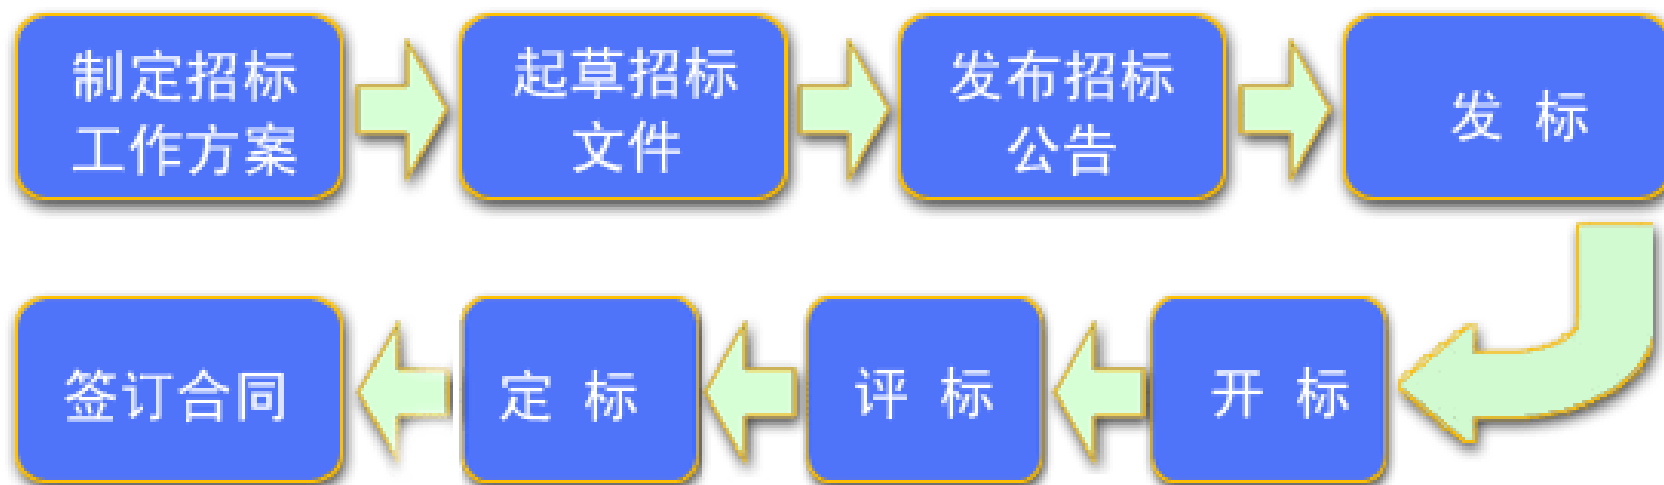 制定招标
工作方案
起草招标
文件
发布招标
公告
发 标
开 标
评 标
定 标
签订合同